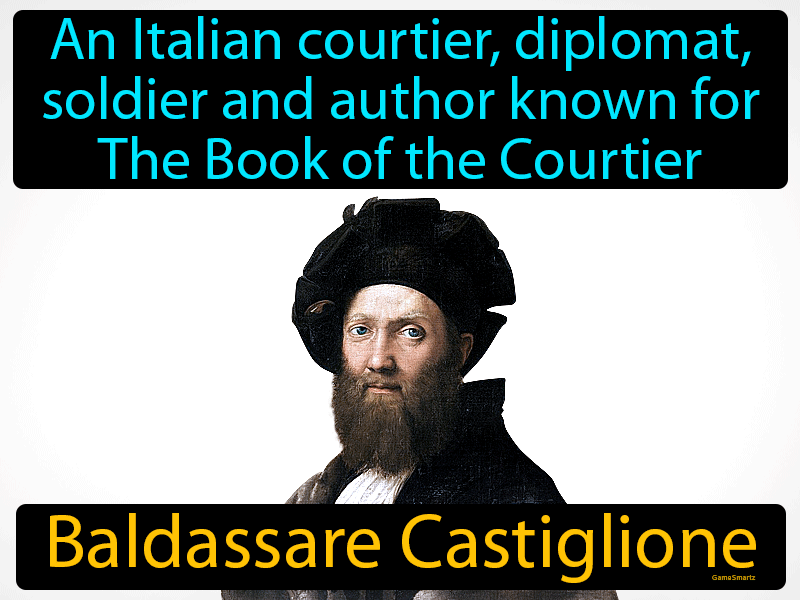 An Italian courtier, diplomat,
soldier and author known for
The Book of the Courtier
Baldassare Castiglione
GameSmartz